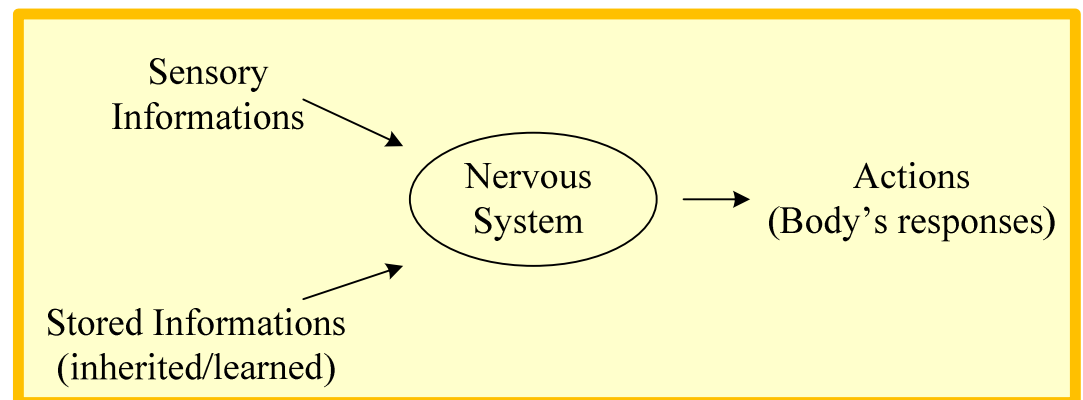 Sensory
Informations
Nervous
System
Actions
(Body’s responses)
Stored Informations
(inherited/learned)